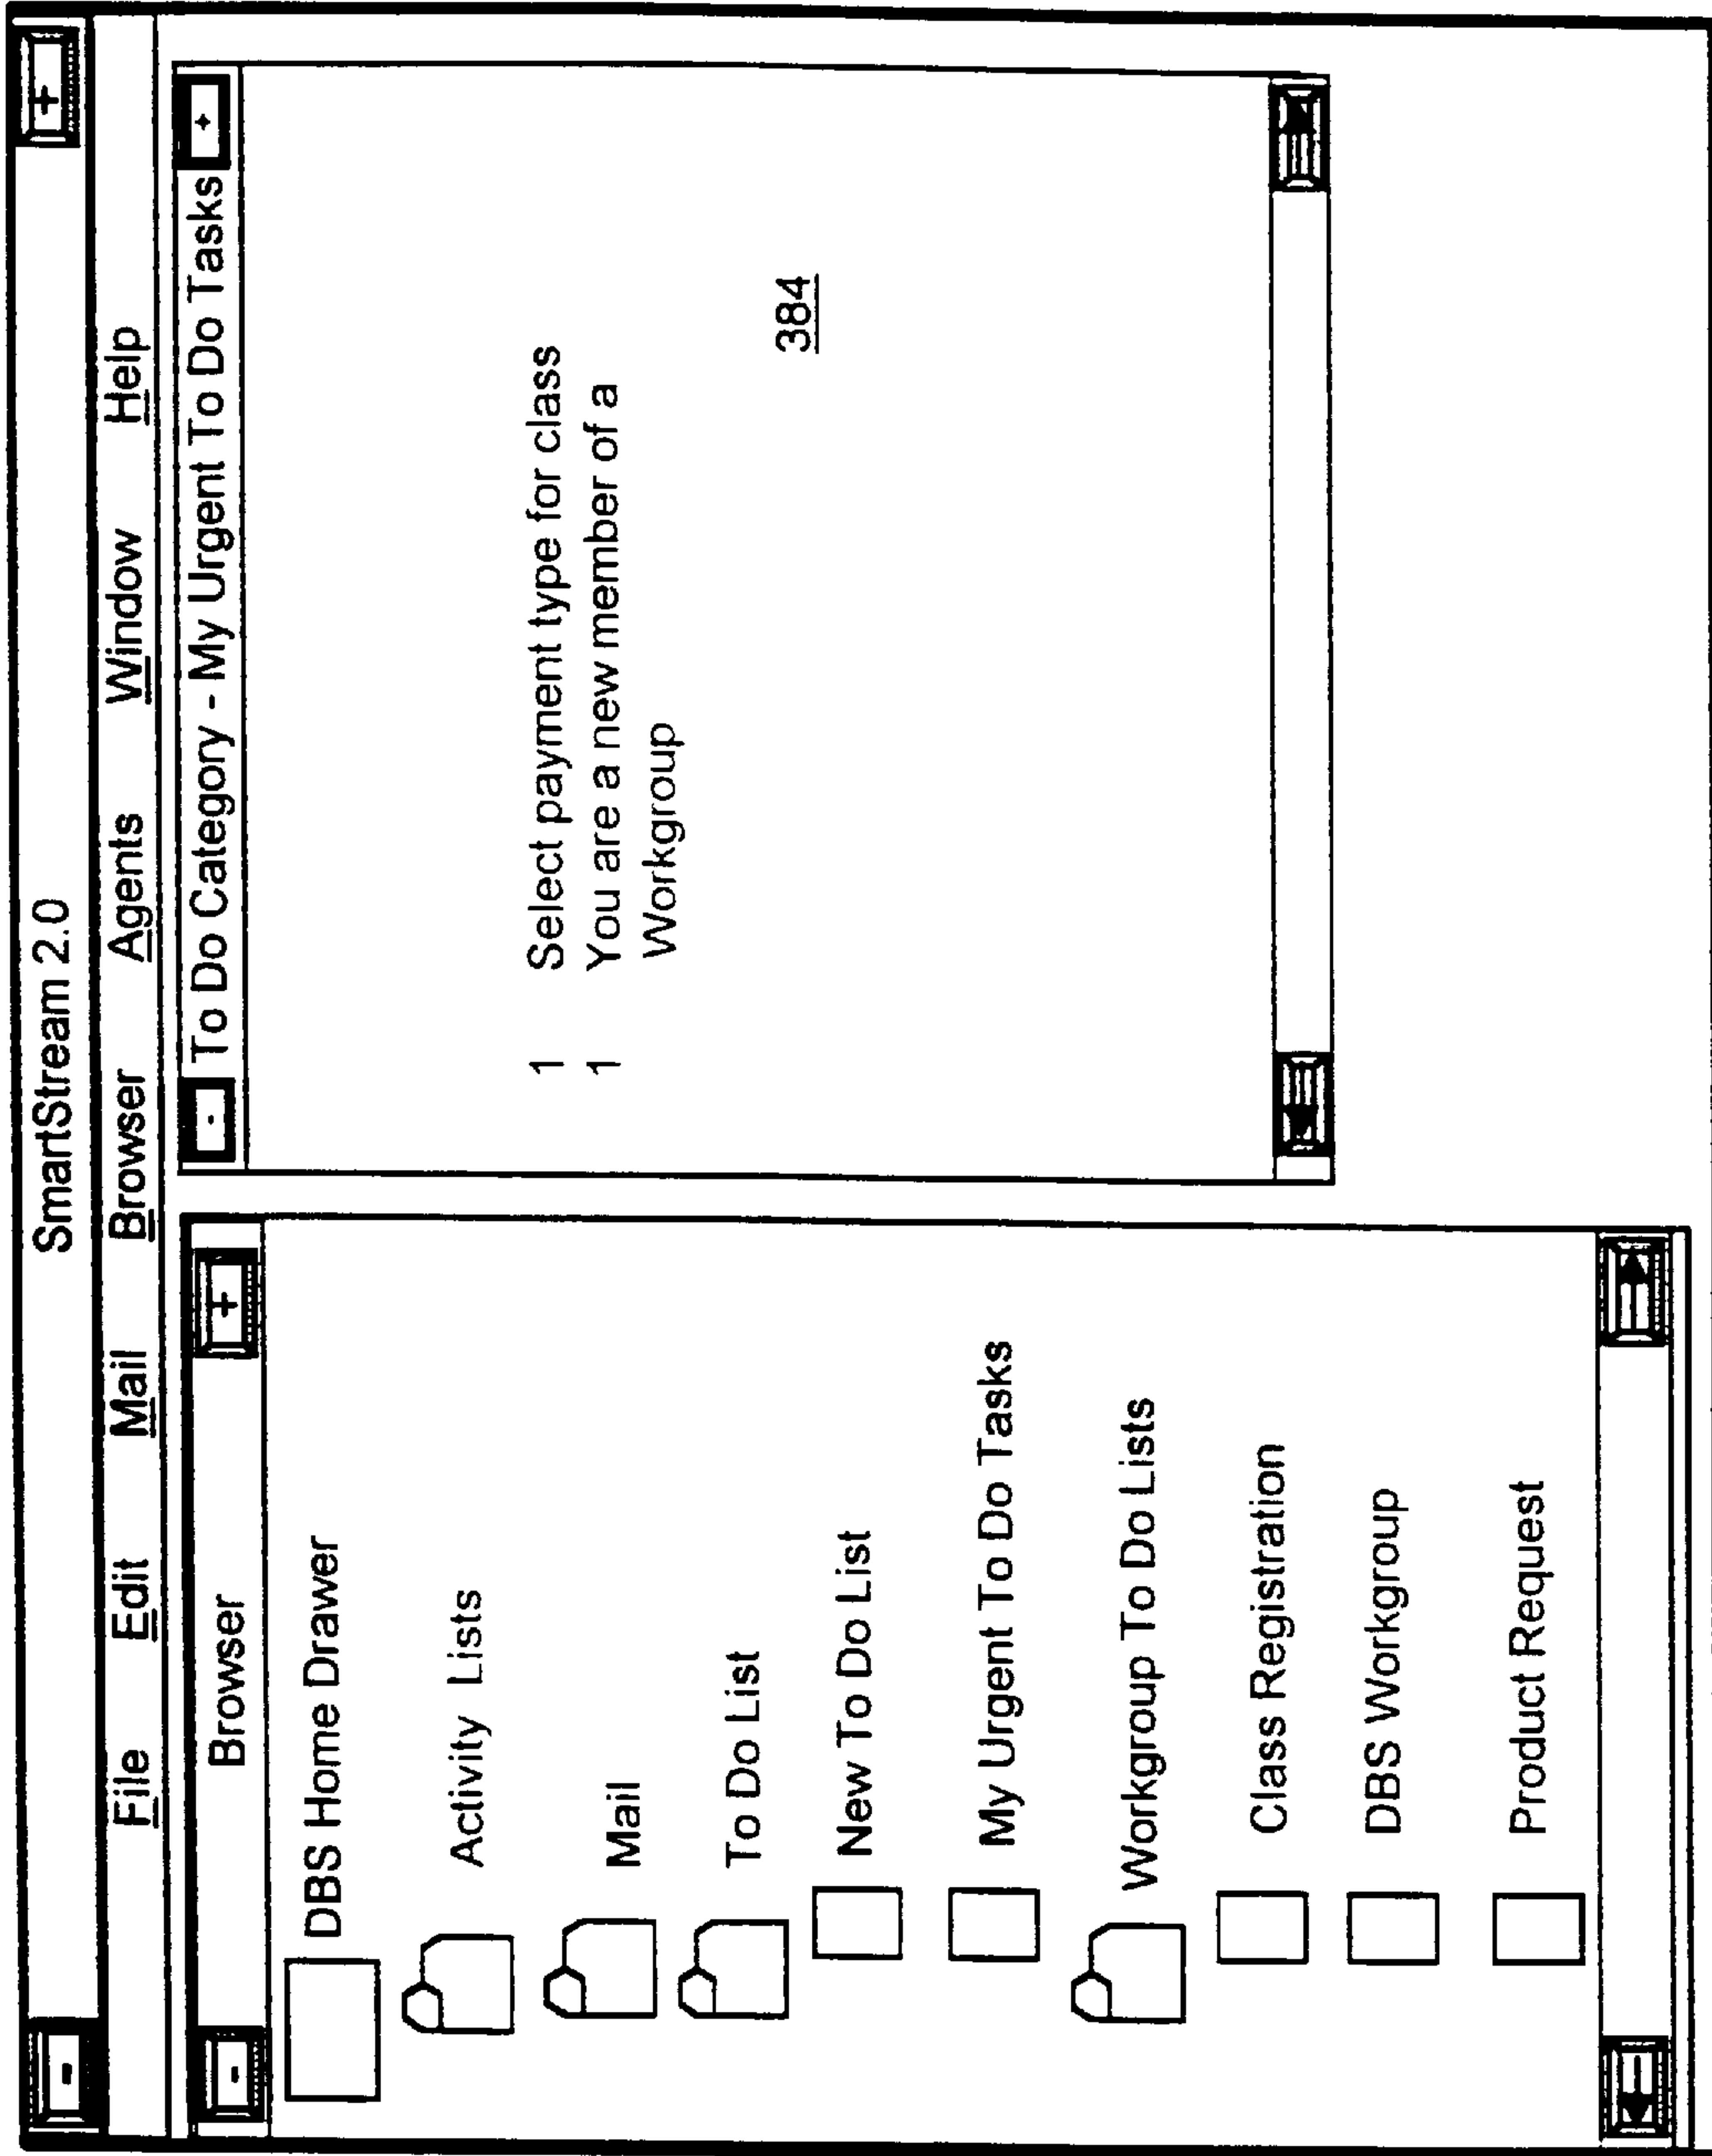 SmartStream 2.0
File Edit Mail Browser Agents Window Help
Browser
DBS Home Drawer
Activity Lists
Mail
To Do List
New To Do List
My Urgent To Do Tasks
Workgroup To Do Lists
Class Registration
DBS Workgroup
Product Request
To Do Category - My Urgent To Do Tasks
1 Select payment type for class
1 You are a new member of a
Workgroup
384